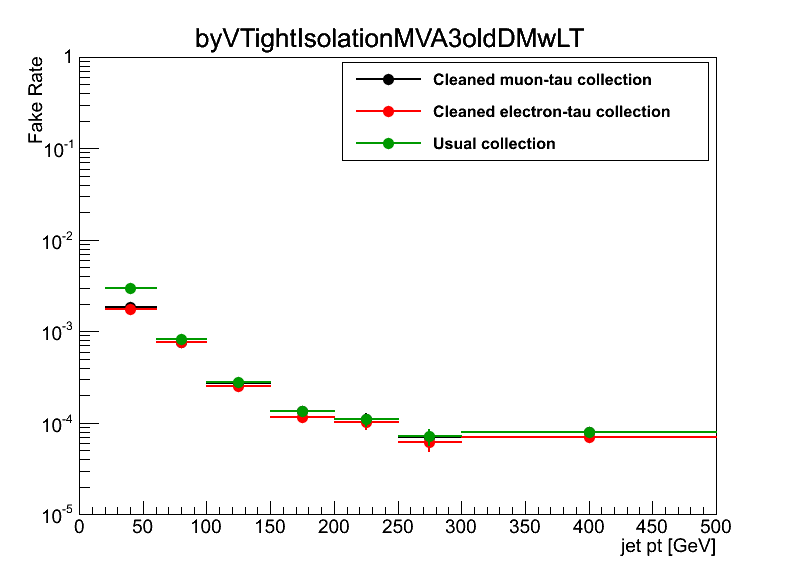 byVTightIsolationMVA3oldDMwLT
Fake Rate
Cleaned muon-tau collection
Cleaned electron-tau collection
Usual collection
1
10^-1
10^-2
10^-3
10^-4
10^-5
0 50 100 150 200 250 300 350 400 450 500
jet pt [GeV]